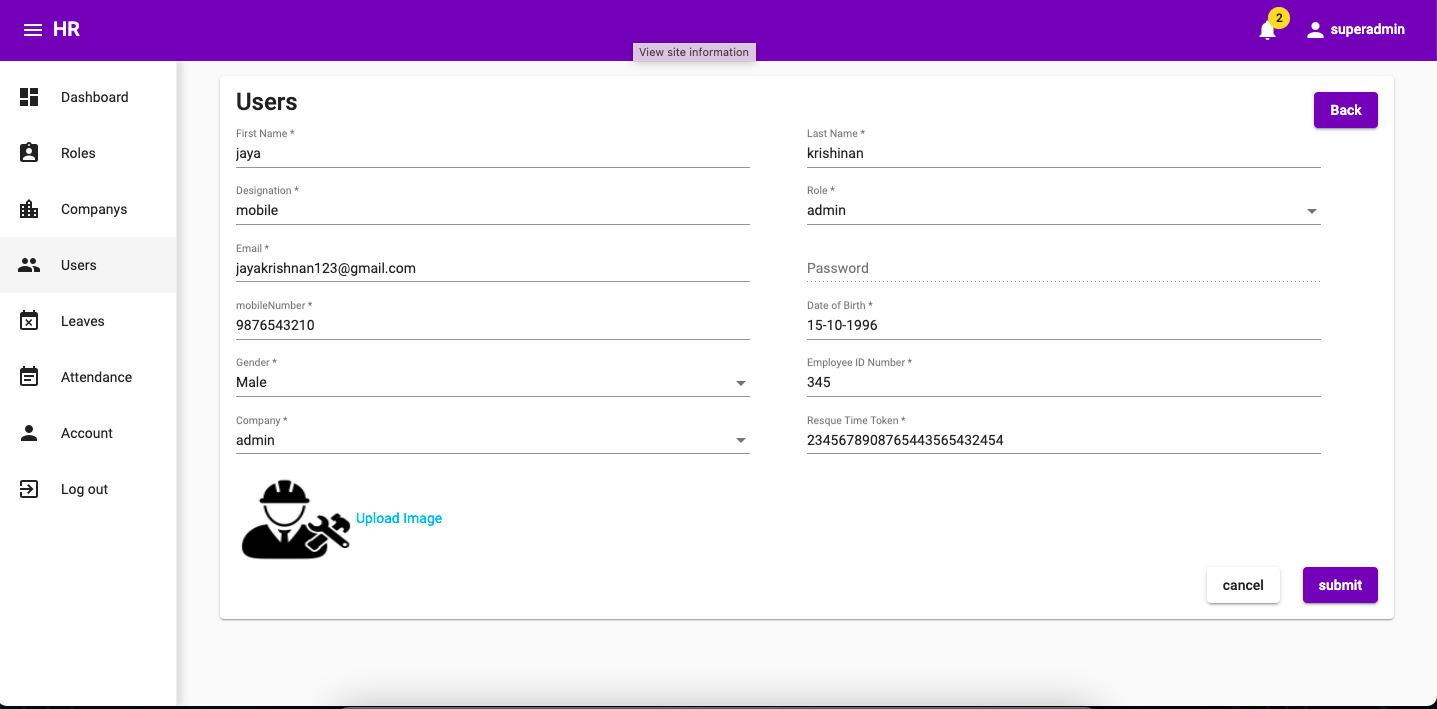 HR
2
superadmin
View site information
Dashboard
Roles
Companys
Users
Leaves
Attendance
Account
Log out
Users
Back
First Name *
jaya
Last Name *
krishinan
Designation *
mobile
Role *
admin
Email *
jayakrishnan123@gmail.com
Password
mobileNumber *
9876543210
Date of Birth *
15-10-1996
Gender *
Male
Employee ID Number *
345
Company *
admin
Resque Time Token *
2345678908765443565432454
Upload Image
cancel
submit